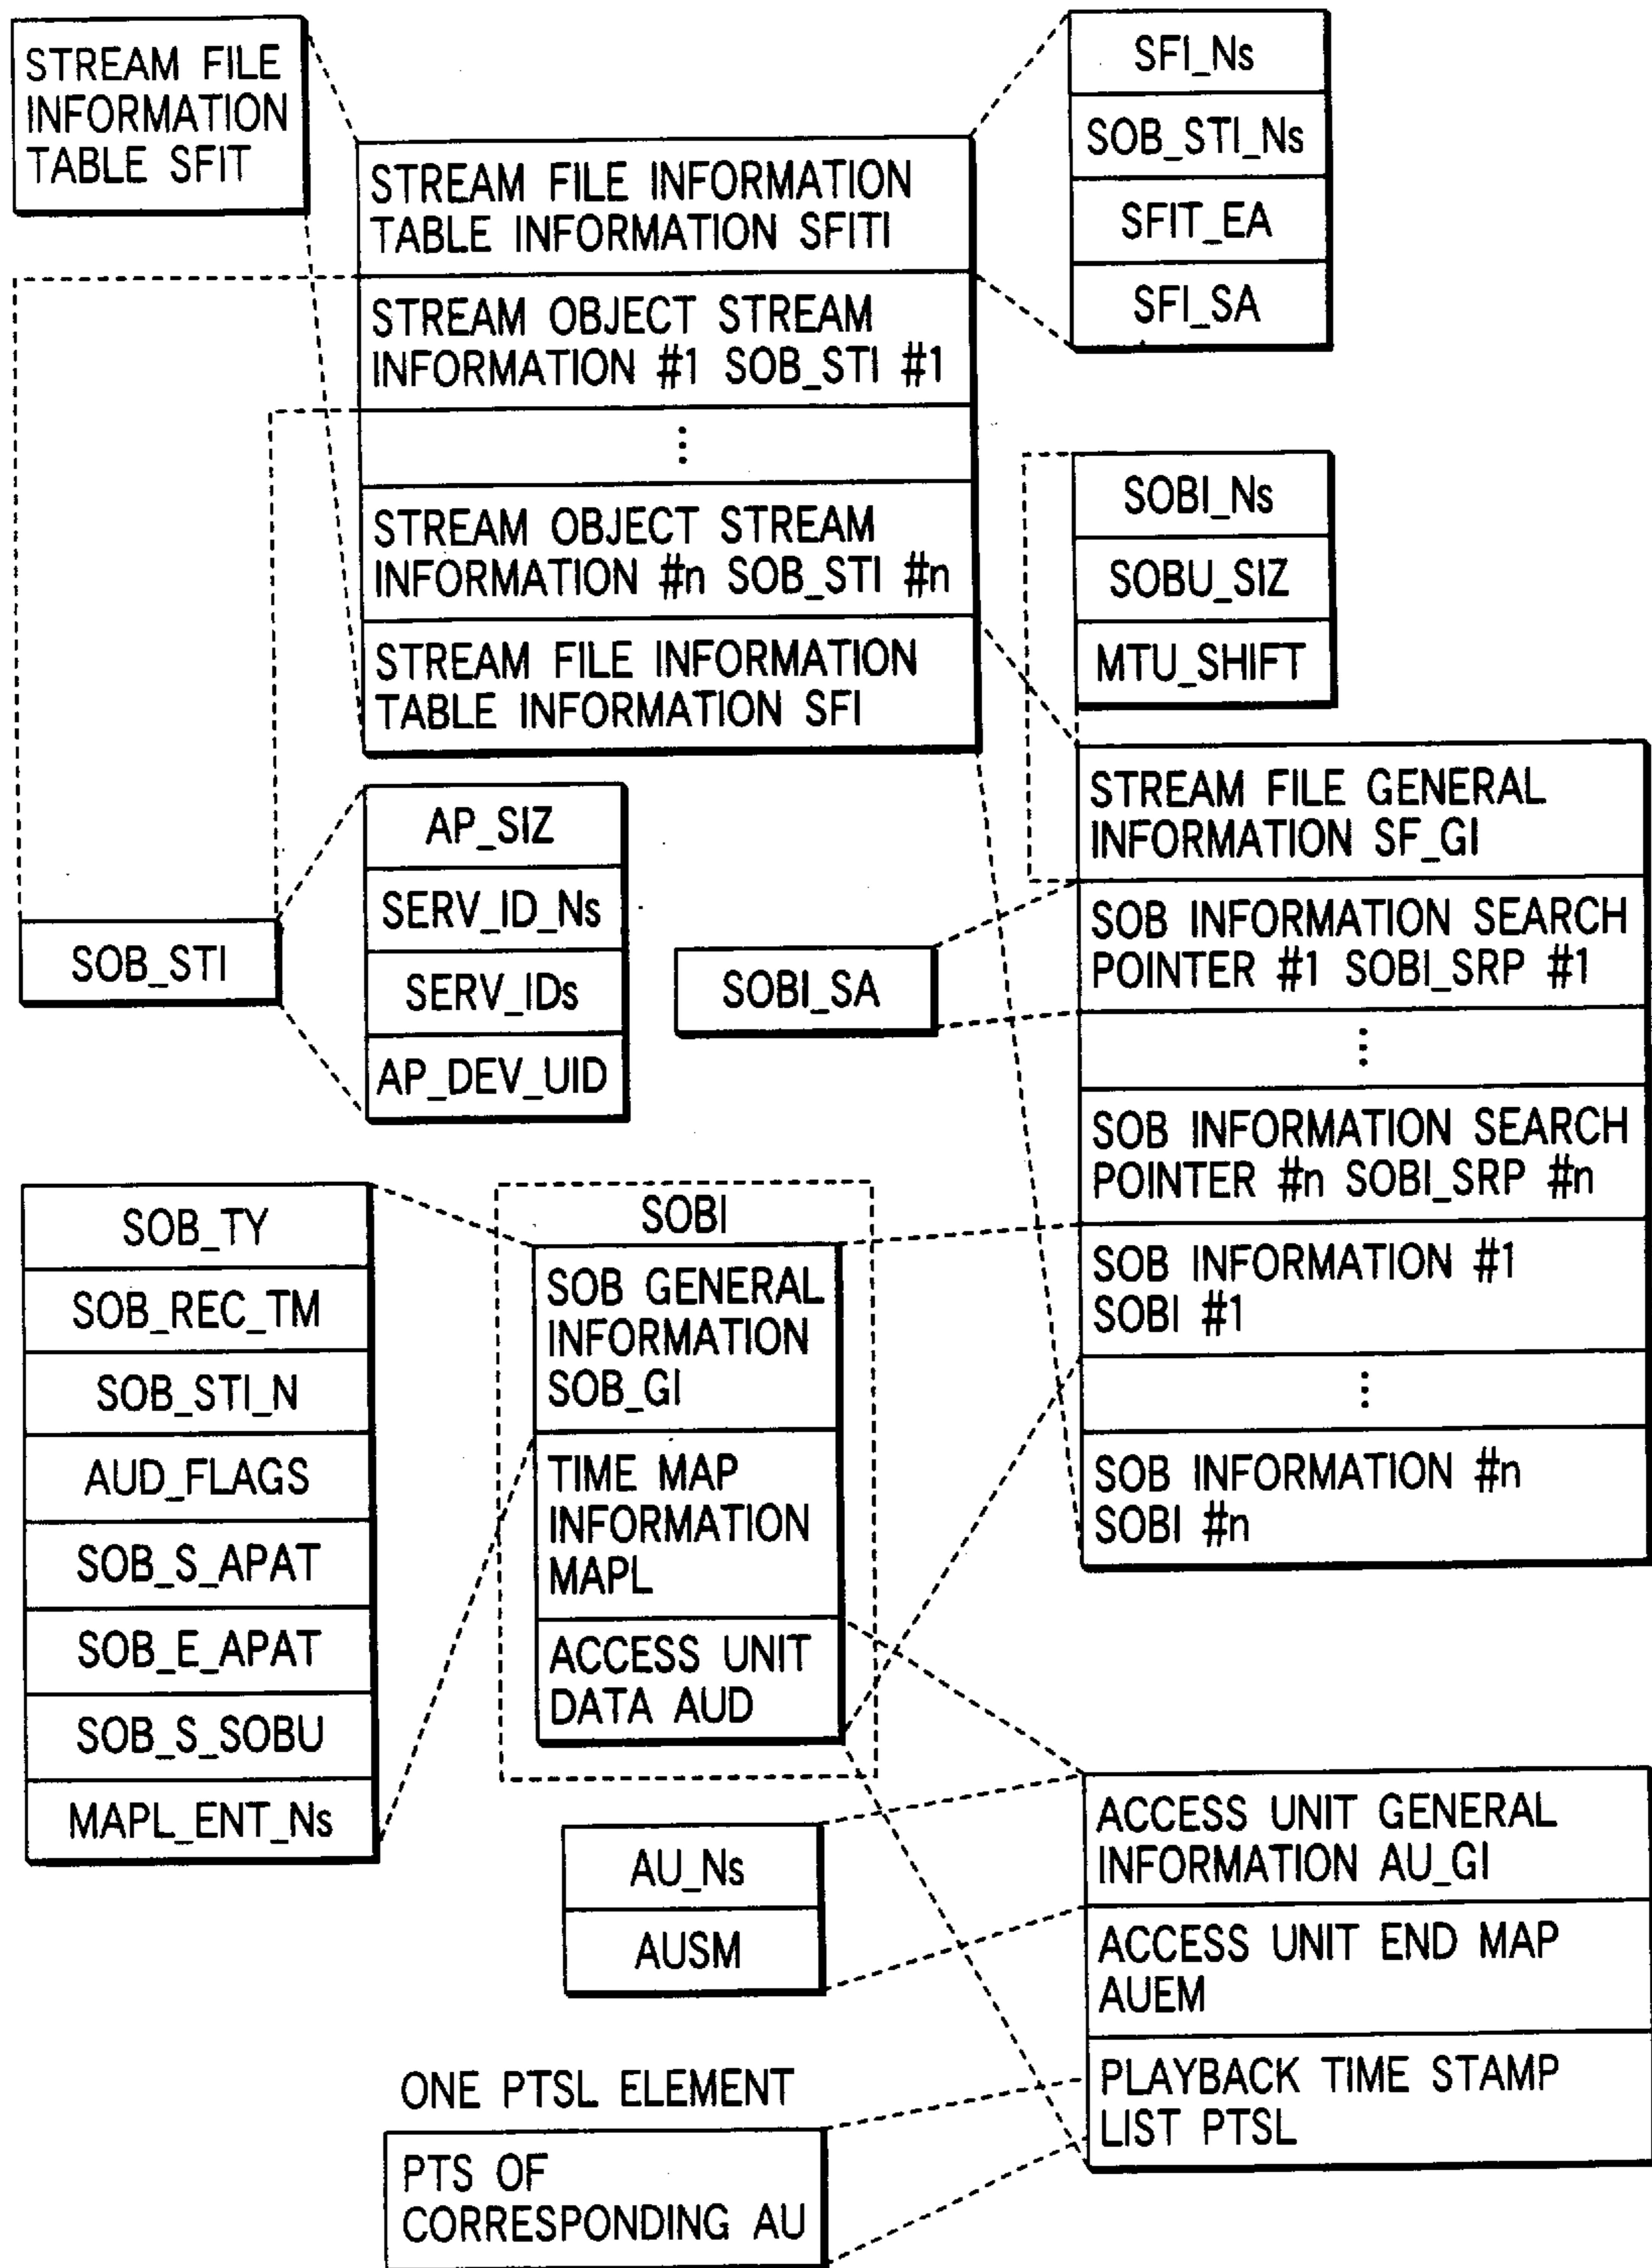 STREAM FILE
INFORMATION
TABLE SFIT
STREAM FILE INFORMATION
TABLE INFORMATION SFITI
STREAM OBJECT STREAM
INFORMATION #1 SOB_STI #1
⋮
STREAM OBJECT STREAM
INFORMATION #n SOB_STI #n
STREAM FILE INFORMATION
TABLE INFORMATION SFI
SFI_Ns
SOB_STI_Ns
SFIT_EA
SFI_SA
SOBI_Ns
SOBU_SIZ
MTU_SHIFT
STREAM FILE GENERAL
INFORMATION SF_GI
SOB INFORMATION SEARCH
POINTER #1 SOBI_SRP #1
⋮
SOB INFORMATION SEARCH
POINTER #n SOBI_SRP #n
SOB INFORMATION #1
SOBI #1
⋮
SOB INFORMATION #n
SOBI #n
SOB_STI
AP_SIZ
SERV_ID_Ns
SERV_IDs
AP_DEV_UID
SOBI_SA
SOB_TY
SOB_REC_TM
SOB_STI_N
AUD_FLAGS
SOB_S_APAT
SOB_E_APAT
SOB_S_SOBU
MAPL_ENT_Ns
SOBI
SOB GENERAL
INFORMATION
SOB_GI
TIME MAP
INFORMATION
MAPL
ACCESS UNIT
DATA AUD
AU_Ns
AUSM
ACCESS UNIT GENERAL
INFORMATION AU_GI
ACCESS UNIT END MAP
AUEM
PLAYBACK TIME STAMP
LIST PTSL
ONE PTSL ELEMENT
PTS OF
CORRESPONDING AU